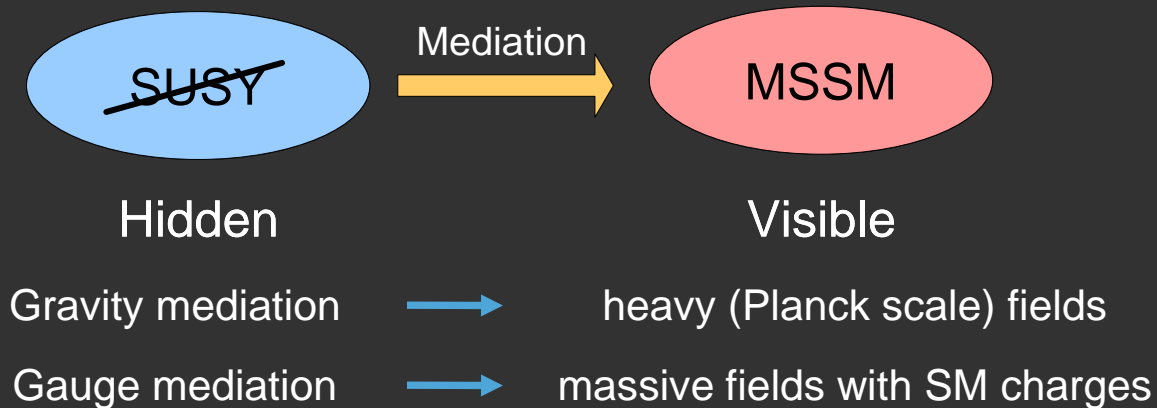 Mediation
SUSY MSSM
Hidden Visible
Gravity mediation heavy (Planck scale) fields
Gauge mediation massive fields with SM charges